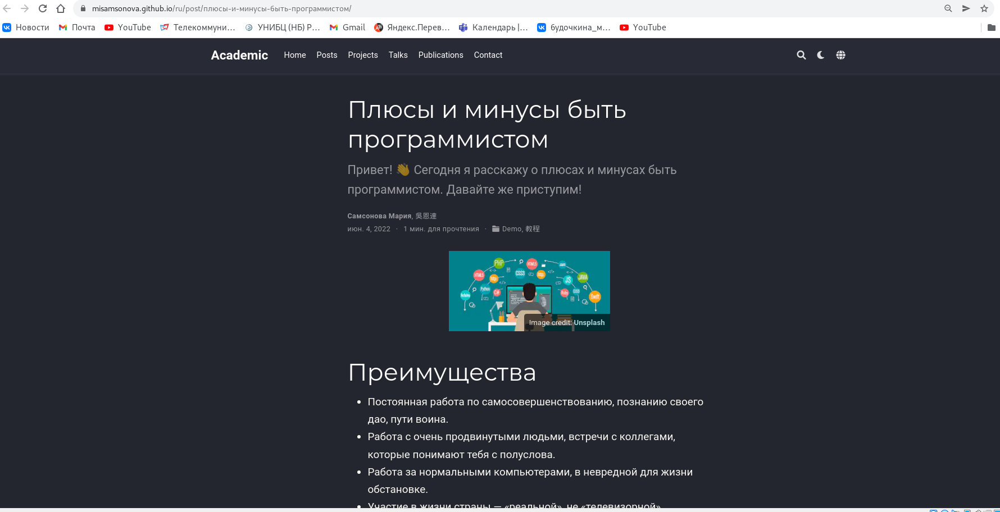 misamsonova.github.io/ru/post/плюсы-и-минусы-быть-программистом/
Новости Почта YouTube Телекоммуни... УНИБЦ (НБ) Р... Gmail Яндекс.Перев... Календарь |... будочкина_м... YouTube
Academic Home Posts Projects Talks Publications Contact
Плюсы и минусы быть
программистом
Привет! 👋 Сегодня я расскажу о плюсах и минусах быть
программистом. Давайте же приступим!
Самсонова Мария, 吳恩達
июн. 4, 2022 · 1 мин. для прочтения · Demo, 教程
PHP HTML5 .com
HTML5 http: CSS3 http: JS JAVA
Python C# Ruby CSS3 Swift
Image credit: Unsplash
Преимущества
• Постоянная работа по самосовершенствованию, познанию своего
дао, пути воина.
• Работа с очень продвинутыми людьми, встречи с коллегами,
которые понимают тебя с полуслова.
• Работа за нормальными компьютерами, в невредной для жизни
обстановке.
• Участие в жизни страны — «реальной», не «телевизорной».